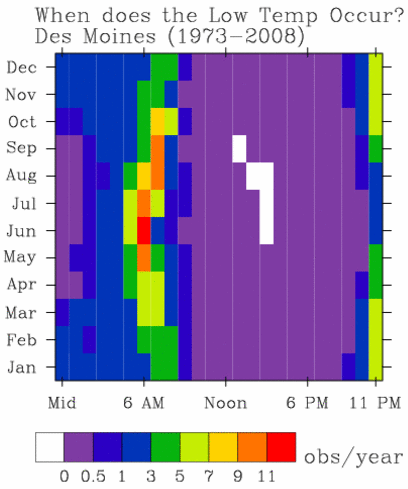 When does the Low Temp Occur?
Des Moines (1973-2008)
Dec
Nov
Oct
Sep
Aug
Jul
Jun
May
Apr
Mar
Feb
Jan
Mid 6 AM Noon 6 PM 11 PM
obs/year
0 0.5 1 3 5 7 9 11